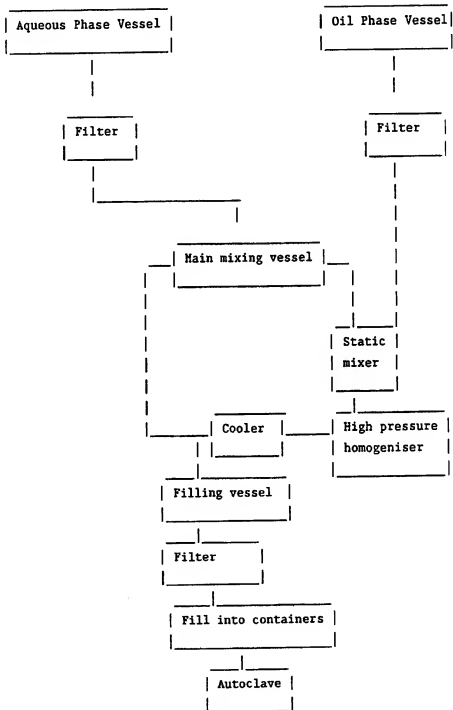 Aqueous Phase Vessel
Oil Phase Vessel
Filter
Filter
Main mixing vessel
Static
mixer
Cooler
High pressure
homogeniser
Filling vessel
Filter
Fill into containers
Autoclave